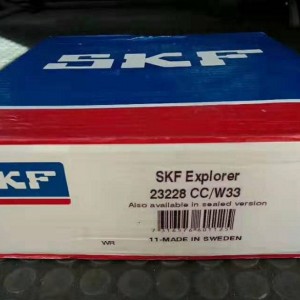 SKF
SKF
SKF Explorer
23228 CC/W33
Also available in sealed version
WR
11-MADE IN SWEDEN